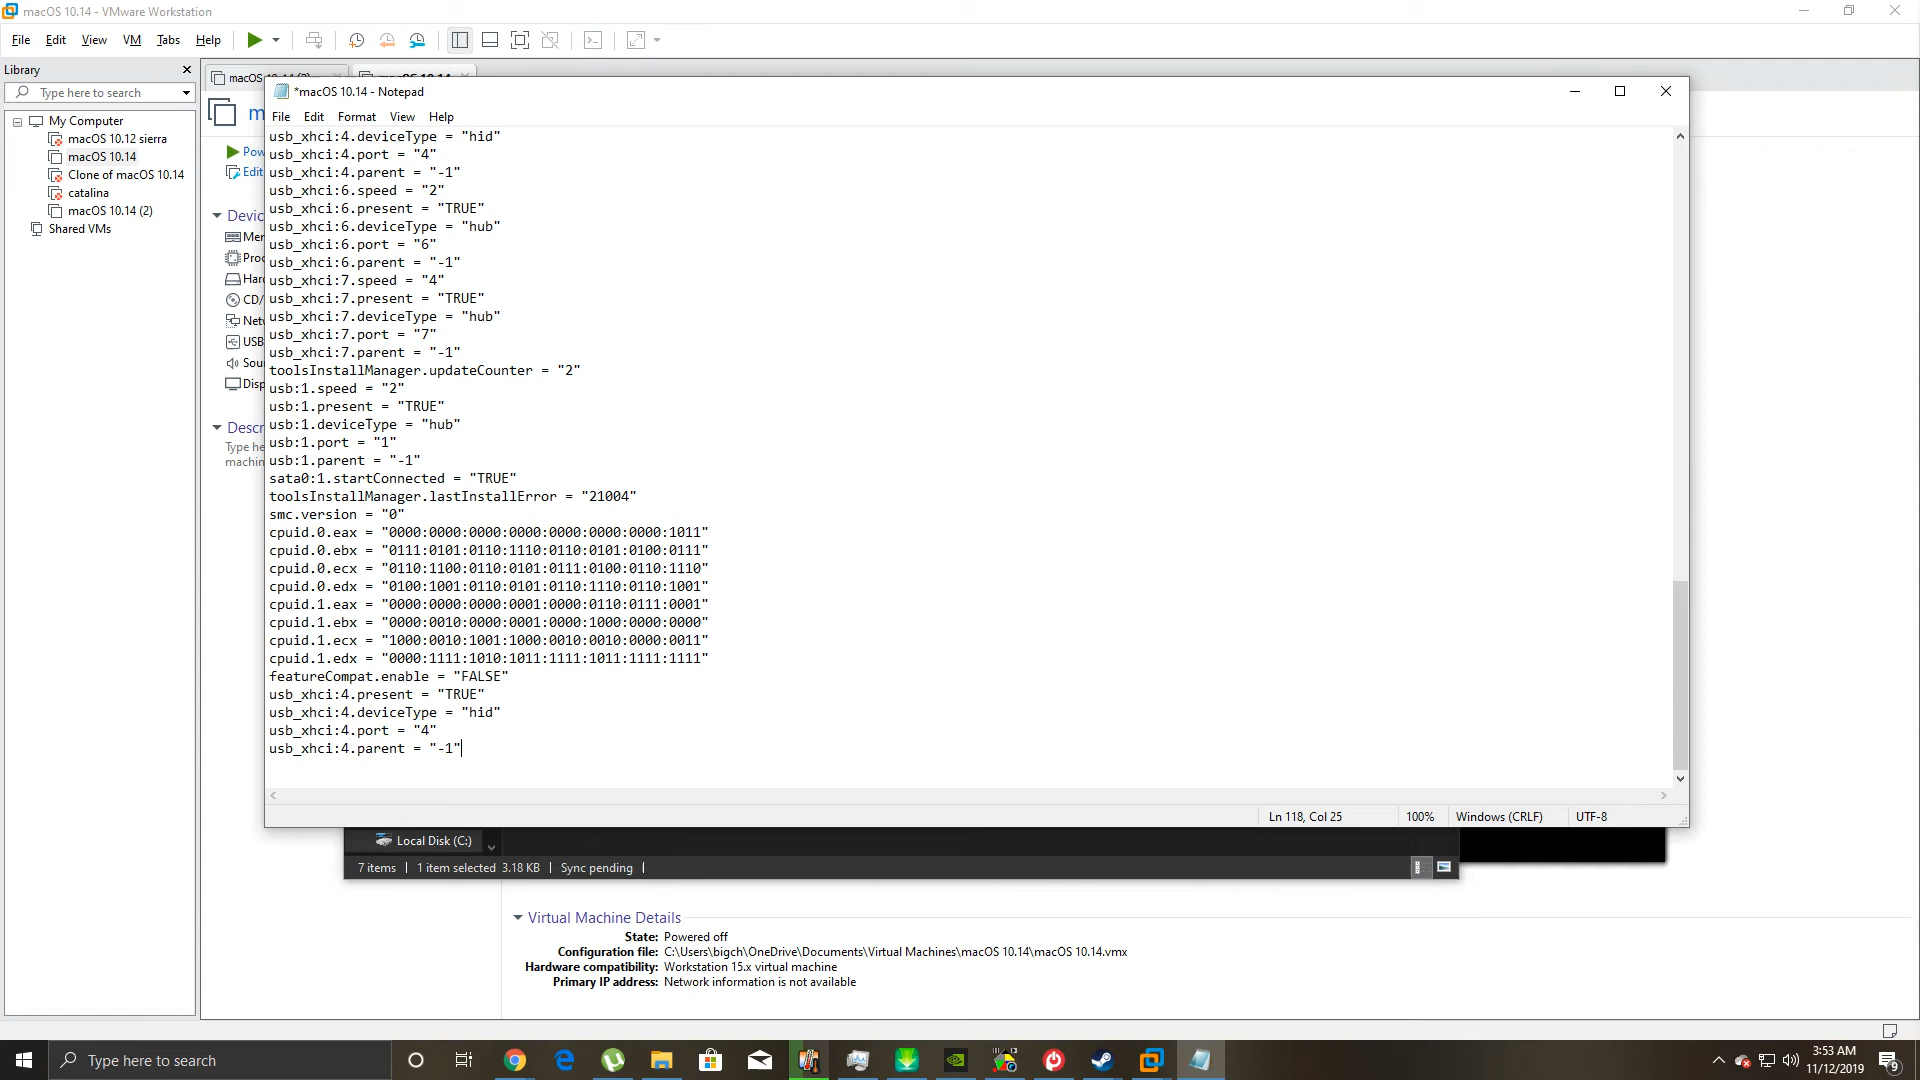 macOS 10.14 - VMware Workstation
File Edit View VM Tabs Help
Library
Type here to search
My Computer
macOS 10.12 sierra
macOS 10.14
Clone of macOS 10.14
catalina
macOS 10.14 (2)
Shared VMs
*macOS 10.14 - Notepad
File Edit Format View Help
usb_xhci:4.deviceType = "hid"
usb_xhci:4.port = "4"
usb_xhci:4.parent = "-1"
usb_xhci:6.speed = "2"
usb_xhci:6.present = "TRUE"
usb_xhci:6.deviceType = "hub"
usb_xhci:6.port = "6"
usb_xhci:6.parent = "-1"
usb_xhci:7.speed = "4"
usb_xhci:7.present = "TRUE"
usb_xhci:7.deviceType = "hub"
usb_xhci:7.port = "7"
usb_xhci:7.parent = "-1"
toolsInstallManager.updateCounter = "2"
usb:1.speed = "2"
usb:1.present = "TRUE"
usb:1.deviceType = "hub"
usb:1.port = "1"
usb:1.parent = "-1"
sata0:1.startConnected = "TRUE"
toolsInstallManager.lastInstallError = "21004"
smc.version = "0"
cpuid.0.eax = "0000:0000:0000:0000:0000:0000:0000:1011"
cpuid.0.ebx = "0111:0101:0110:1110:0110:0101:0100:0111"
cpuid.0.ecx = "0110:1100:0110:0101:0111:0100:0110:1110"
cpuid.0.edx = "0100:1001:0110:0101:0110:1110:0110:1001"
cpuid.1.eax = "0000:0000:0000:0001:0000:0110:0111:0001"
cpuid.1.ebx = "0000:0010:0000:0001:0000:1000:0000:0000"
cpuid.1.ecx = "1000:0010:1001:1000:0010:0010:0000:0011"
cpuid.1.edx = "0000:1111:1010:1011:1111:1011:1111:1111"
featureCompat.enable = "FALSE"
usb_xhci:4.present = "TRUE"
usb_xhci:4.deviceType = "hid"
usb_xhci:4.port = "4"
usb_xhci:4.parent = "-1"
Ln 118, Col 25 100% Windows (CRLF) UTF-8
Local Disk (C:)
7 items 1 item selected 3.18 KB Sync pending
Virtual Machine Details
State: Powered off
Configuration file: C:\Users\bigch\OneDrive\Documents\Virtual Machines\macOS 10.14\macOS 10.14.vmx
Hardware compatibility: Workstation 15.x virtual machine
Primary IP address: Network information is not available
Type here to search
3:53 AM
11/12/2019
9